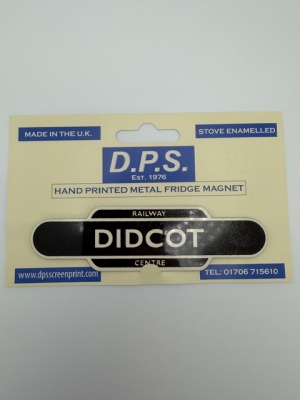 MADE IN THE U.K.
STOVE ENAMELLED
D.P.S.
EST. 1976
HAND PRINTED METAL FRIDGE MAGNET
RAILWAY
DIDCOT
CENTRE
www.dpsscreenprint.com
TEL: 01706 715610